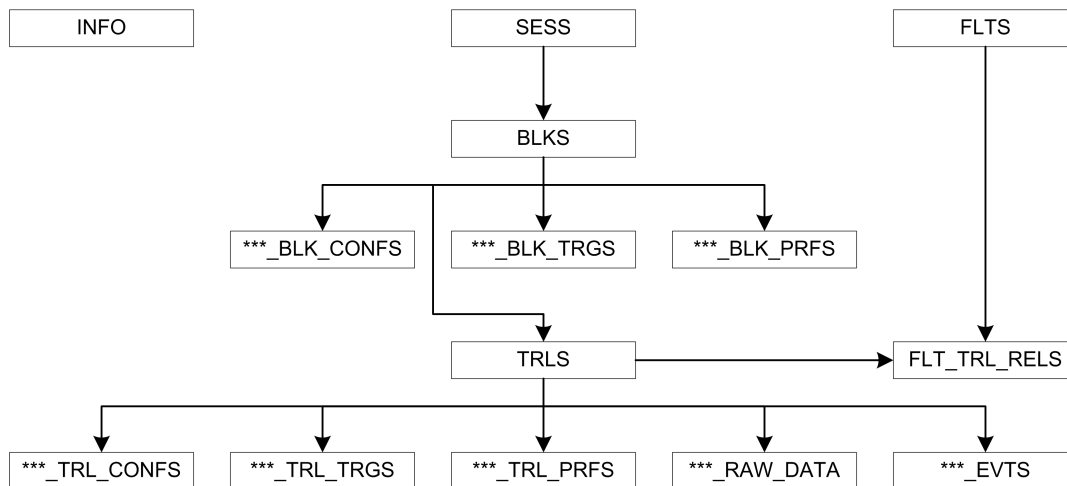 INFO
SESS
FLTS
BLKS
***_BLK_CONFS
***_BLK_TRGS
***_BLK_PRFS
TRLS
FLT_TRL_RELS
***_TRL_CONFS
***_TRL_TRGS
***_TRL_PRFS
***_RAW_DATA
***_EVTS